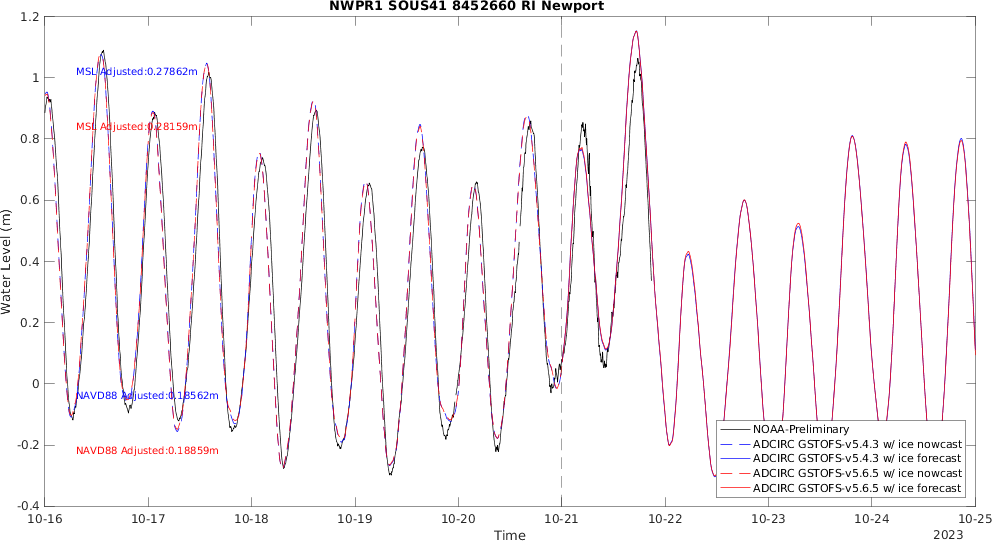 NWPR1 SOUS41 8452660 RI Newport
1.2
1
0.8
0.6
0.4
0.2
0
-0.2
-0.4
Water Level (m)
MSL Adjusted:0.27862m
MSL Adjusted:0.28159m
NAVD88 Adjusted:0.18562m
NAVD88 Adjusted:0.18859m
NOAA-Preliminary
ADCIRC GSTOFS-v5.4.3 w/ ice nowcast
ADCIRC GSTOFS-v5.4.3 w/ ice forecast
ADCIRC GSTOFS-v5.6.5 w/ ice nowcast
ADCIRC GSTOFS-v5.6.5 w/ ice forecast
10-16 10-17 10-18 10-19 10-20 10-21 10-22 10-23 10-24 10-25
Time
2023